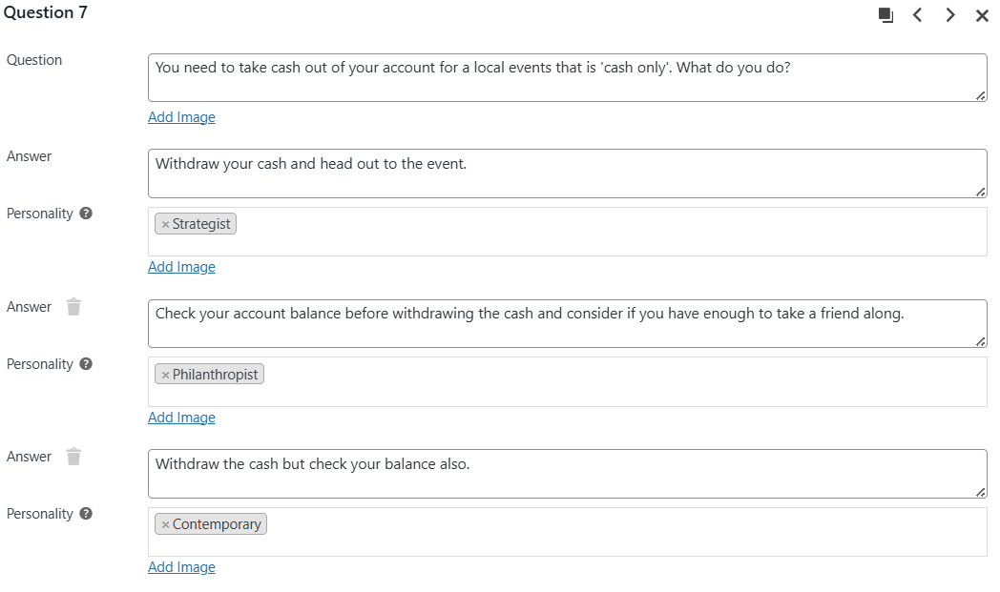 Question 7
Question
You need to take cash out of your account for a local events that is 'cash only'. What do you do?
Add Image
Answer
Withdraw your cash and head out to the event.
Personality ?
× Strategist
Add Image
Answer
Check your account balance before withdrawing the cash and consider if you have enough to take a friend along.
Personality ?
× Philanthropist
Add Image
Answer
Withdraw the cash but check your balance also.
Personality ?
× Contemporary
Add Image